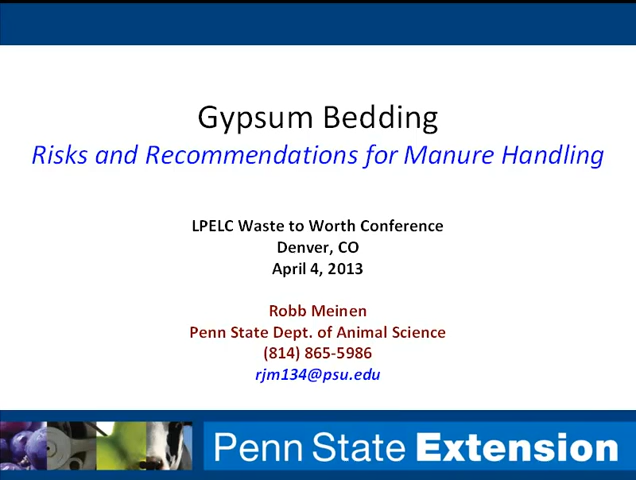 Gypsum Bedding
Risks and Recommendations for Manure Handling
LPELC Waste to Worth Conference
Denver, CO
April 4, 2013
Robb Meinen
Penn State Dept. of Animal Science
(814) 865-5986
rjm134@psu.edu
Penn State Extension